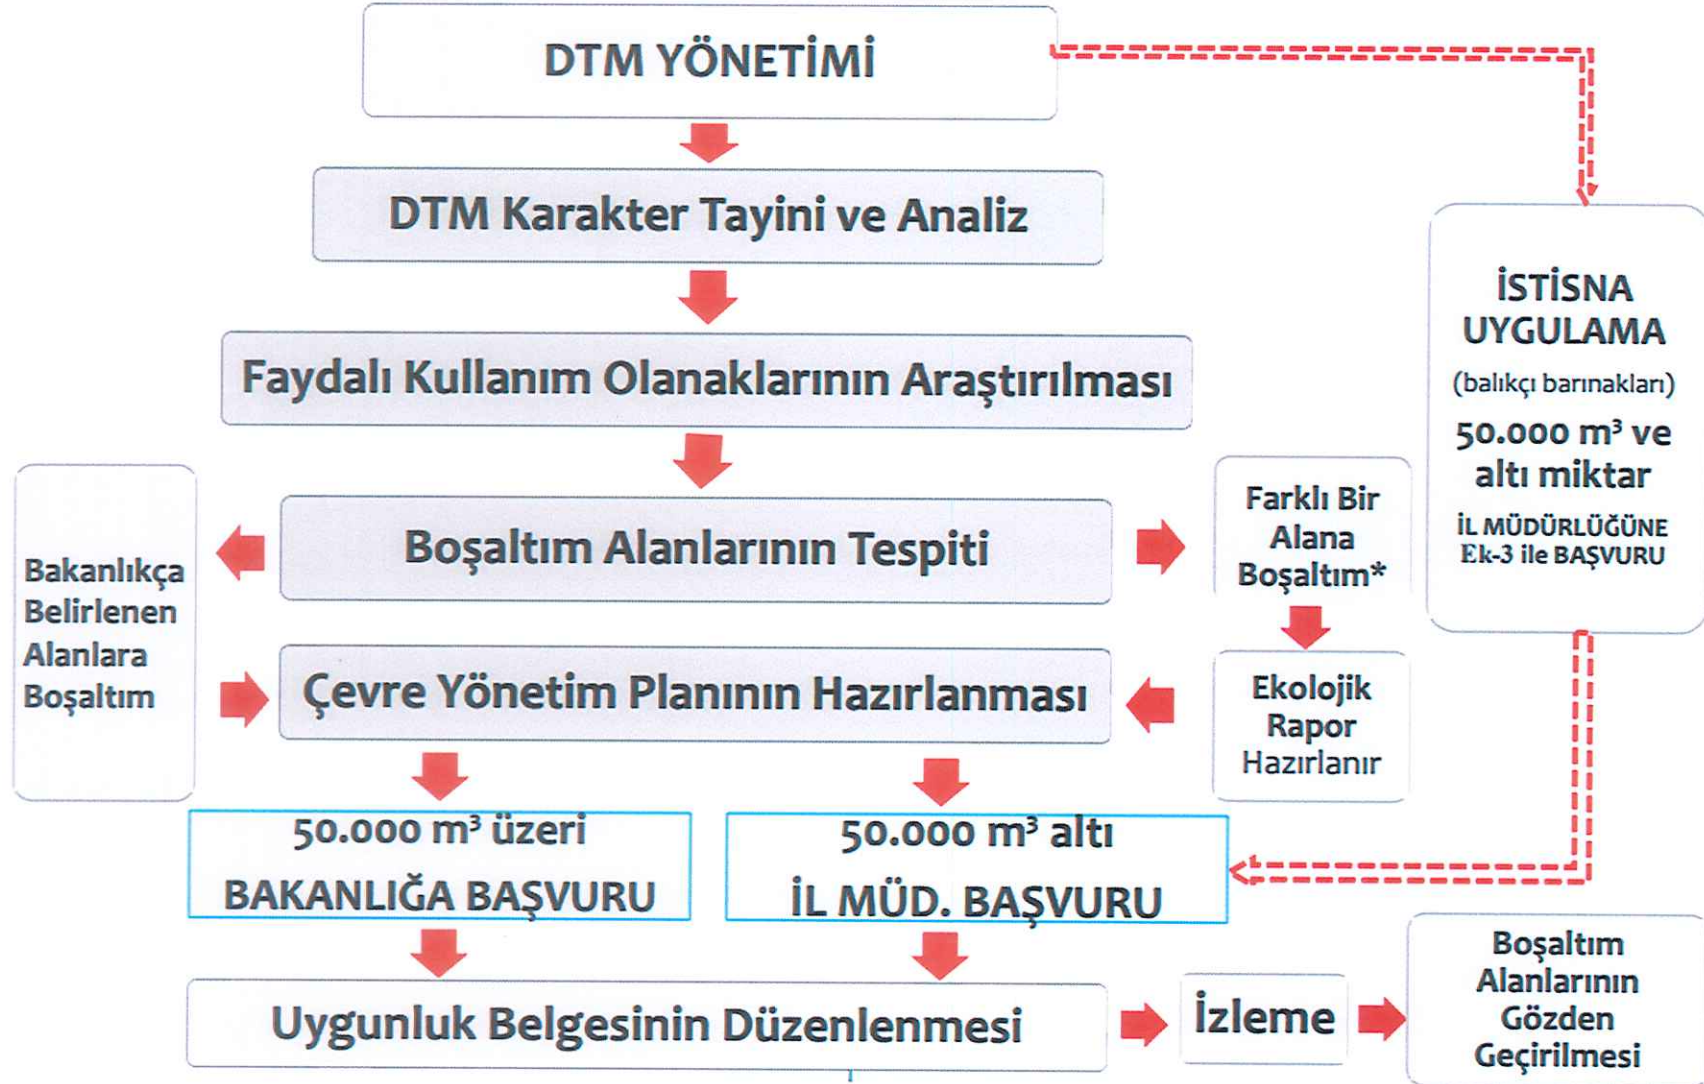 DTM YÖNETİMİ
DTM Karakter Tayini ve Analiz
Faydalı Kullanım Olanaklarının Araştırılması
İSTİSNA
UYGULAMA
(balıkçı barınakları)
50.000 m³ ve
altı miktar
İL MÜDÜRLÜĞÜNE
Ek-3 ile BAŞVURU
Boşaltım Alanlarının Tespiti
Bakanlıkça
Belirlenen
Alanlara
Boşaltım
Farklı Bir
Alana
Boşaltım*
Ekolojik
Rapor
Hazırlanır
Çevre Yönetim Planının Hazırlanması
50.000 m³ üzeri
BAKANLIĞA BAŞVURU
50.000 m³ altı
İL MÜD. BAŞVURU
Uygunluk Belgesinin Düzenlenmesi
İzleme
Boşaltım
Alanlarının
Gözden
Geçirilmesi